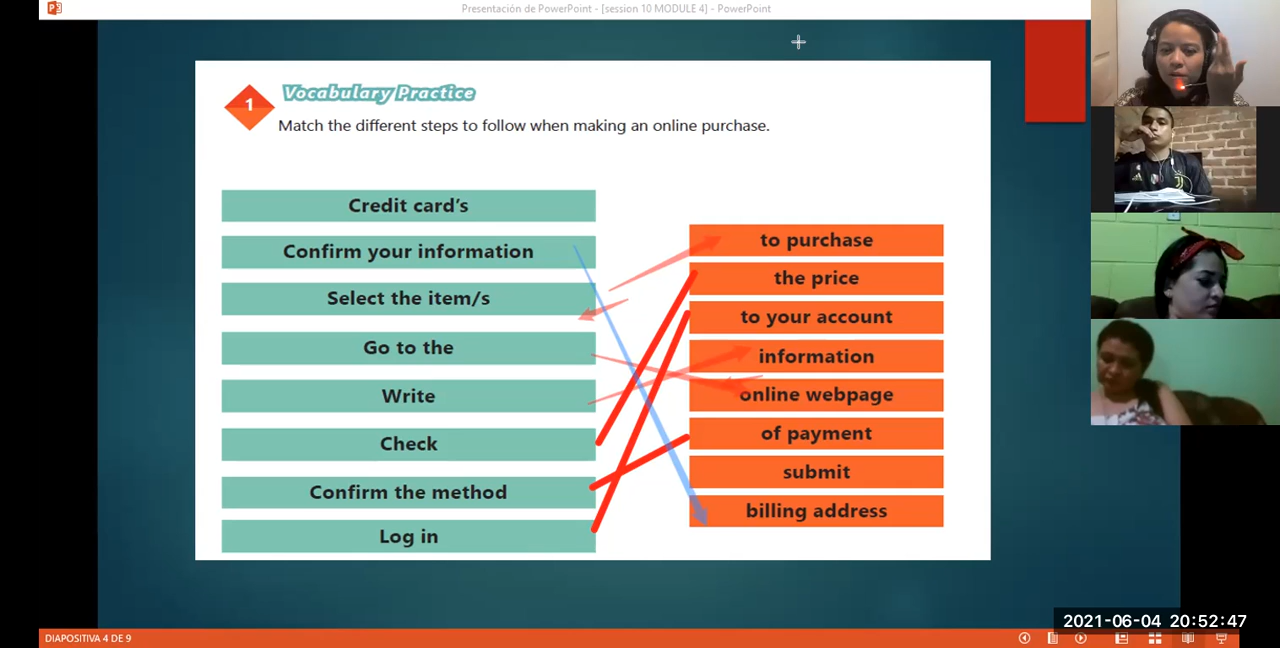 Presentación de PowerPoint - [session 10 MODULE 4] - PowerPoint
1
Vocabulary Practice
Match the different steps to follow when making an online purchase.
Credit card's
Confirm your information
Select the item/s
Go to the
Write
Check
Confirm the method
Log in
to purchase
the price
to your account
information
online webpage
of payment
submit
billing address
2021-06-04 20:52:47
DIAPOSITIVA 4 DE 9